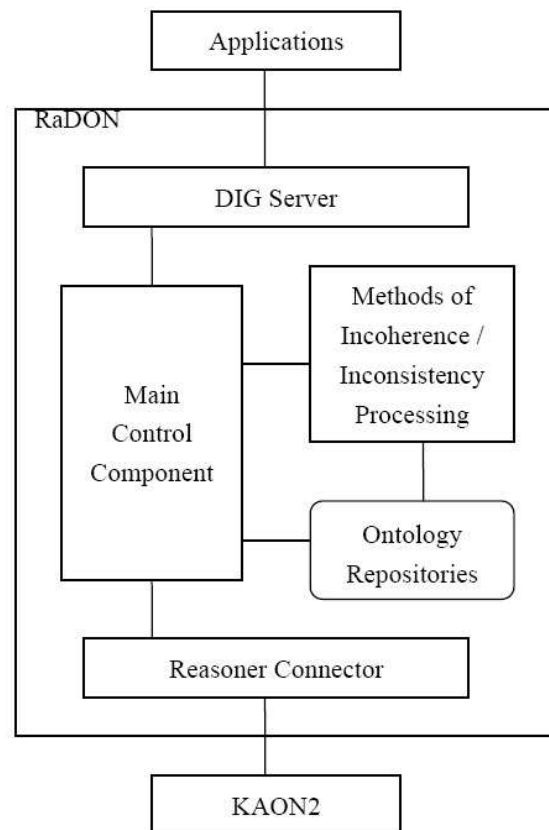 Applications
RaDON
DIG Server
Methods of
Incoherence /
Inconsistency
Processing
Main
Control
Component
Ontology
Repositories
Reasoner Connector
KAON2